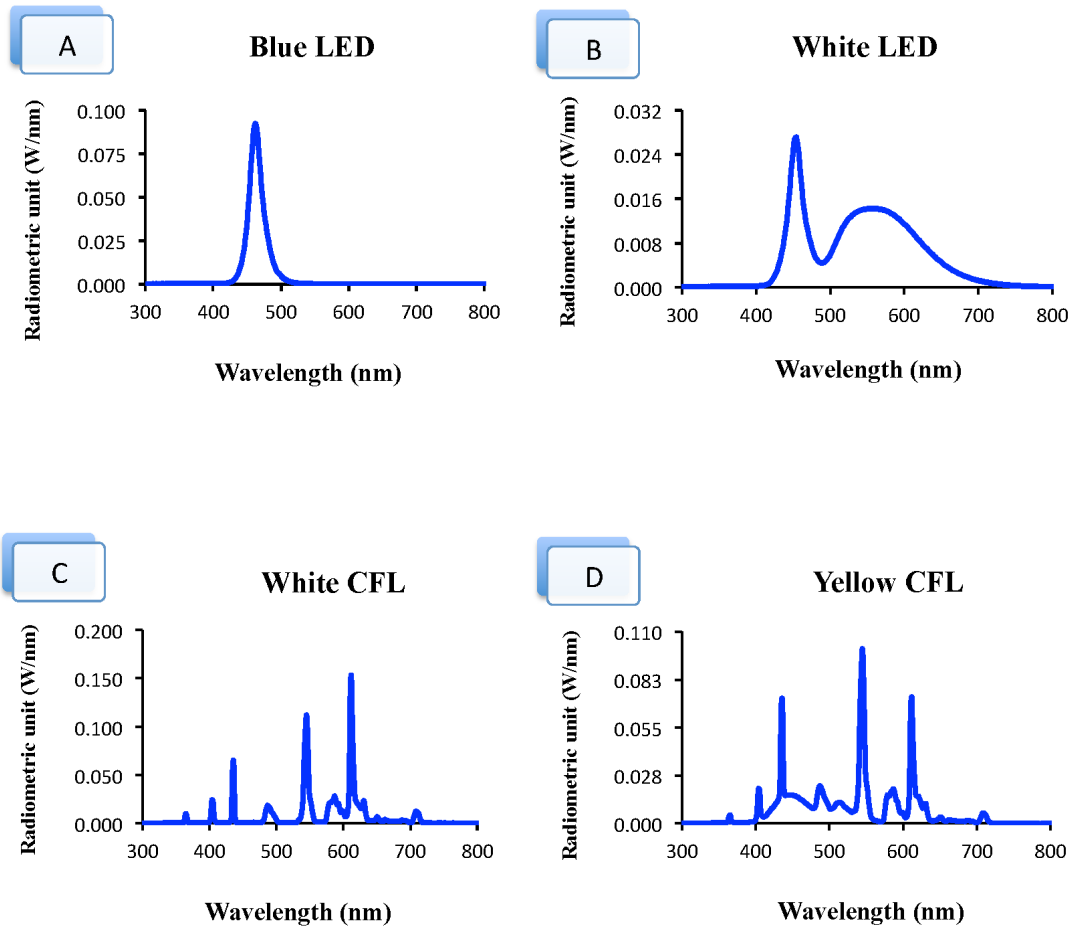 A
Blue LED
Radiometric unit (W/nm)
0.100
0.075
0.050
0.025
0.000
300 400 500 600 700 800
Wavelength (nm)
B
White LED
Radiometric unit (W/nm)
0.032
0.024
0.016
0.008
0.000
300 400 500 600 700 800
Wavelength (nm)
C
White CFL
Radiometric unit (W/nm)
0.200
0.150
0.100
0.050
0.000
300 400 500 600 700 800
Wavelength (nm)
D
Yellow CFL
Radiometric unit (W/nm)
0.110
0.083
0.055
0.028
0.000
300 400 500 600 700 800
Wavelength (nm)